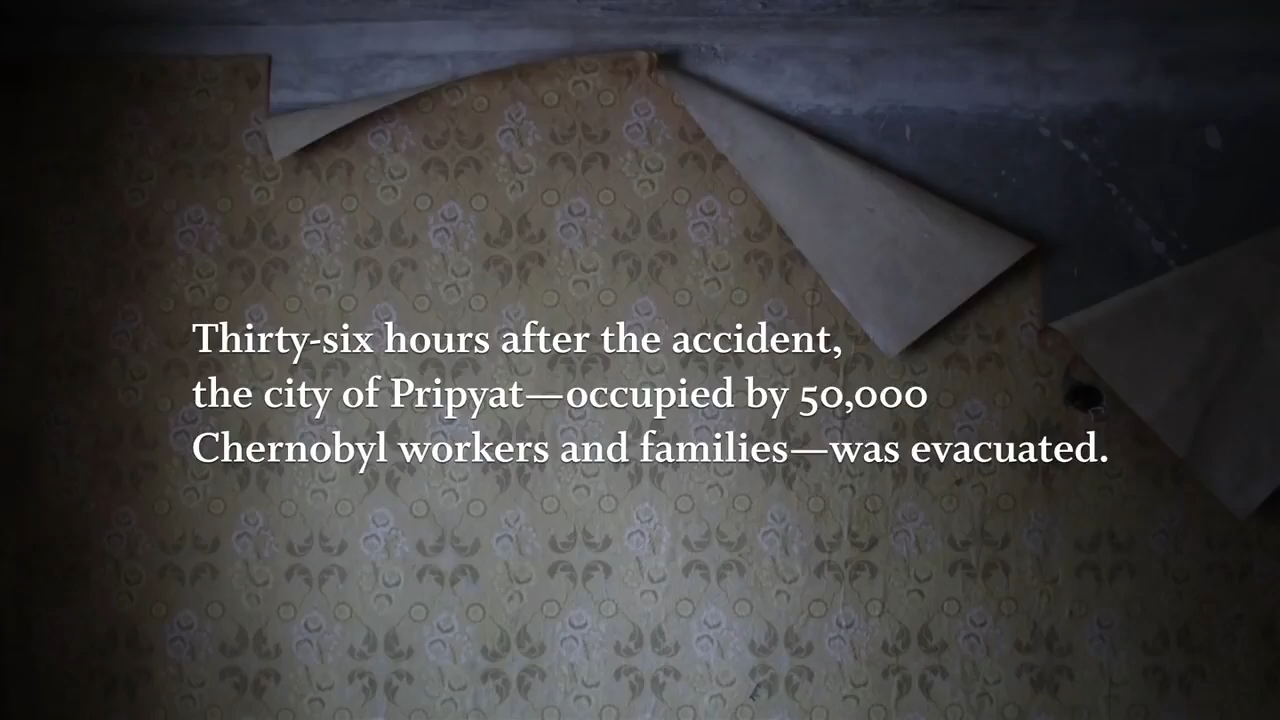 Thirty-six hours after the accident,
the city of Pripyat—occupied by 50,000
Chernobyl workers and families—was evacuated.